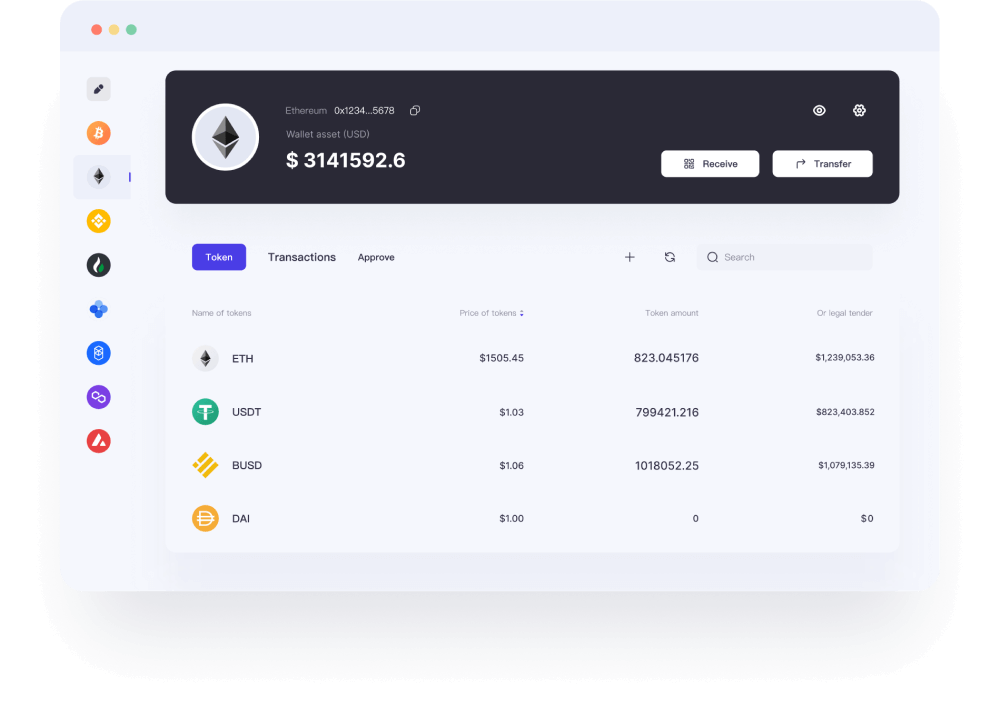 Ethereum 0x1234...5678
Wallet asset (USD)
$ 3141592.6
Receive Transfer
Token Transactions Approve Search
Name of tokens Price of tokens Token amount Or legal tender
ETH $1505.45 823.045176 $1,239,053.36
USDT $1.03 799421.216 $823,403.852
BUSD $1.06 1018052.25 $1,079,135.39
DAI $1.00 0 $0